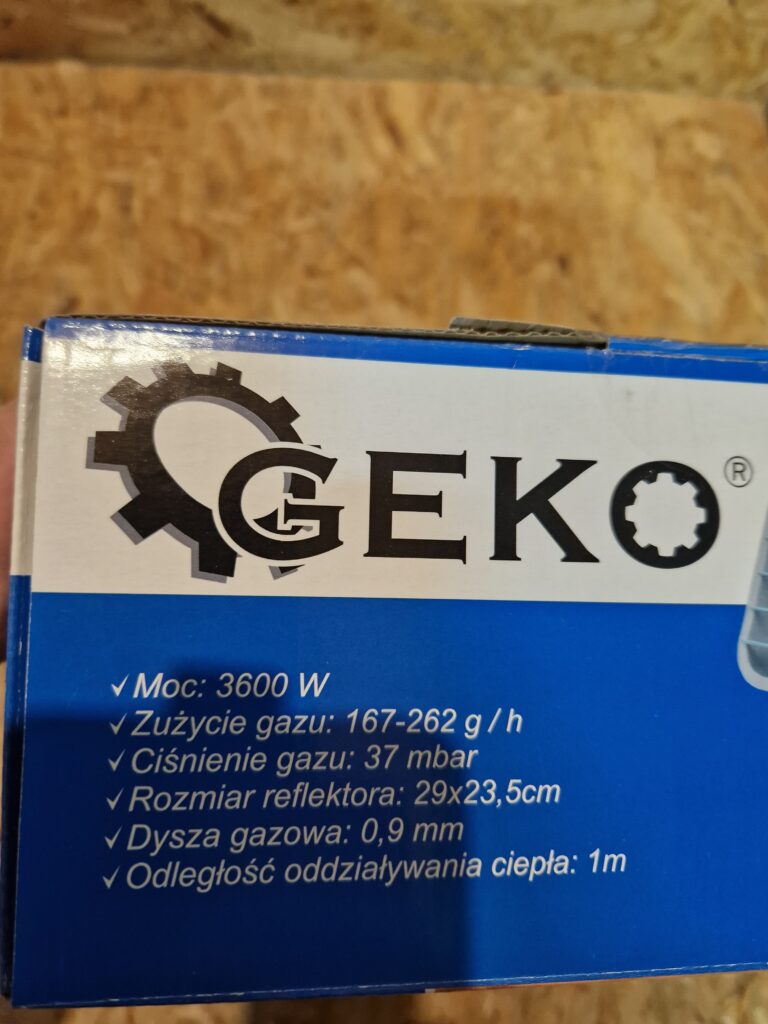 GEKO®
✓ Moc: 3600 W
✓ Zużycie gazu: 167-262 g / h
✓ Ciśnienie gazu: 37 mbar
✓ Rozmiar reflektora: 29x23,5cm
✓ Dysza gazowa: 0,9 mm
✓ Odległość oddziaływania ciepła: 1m